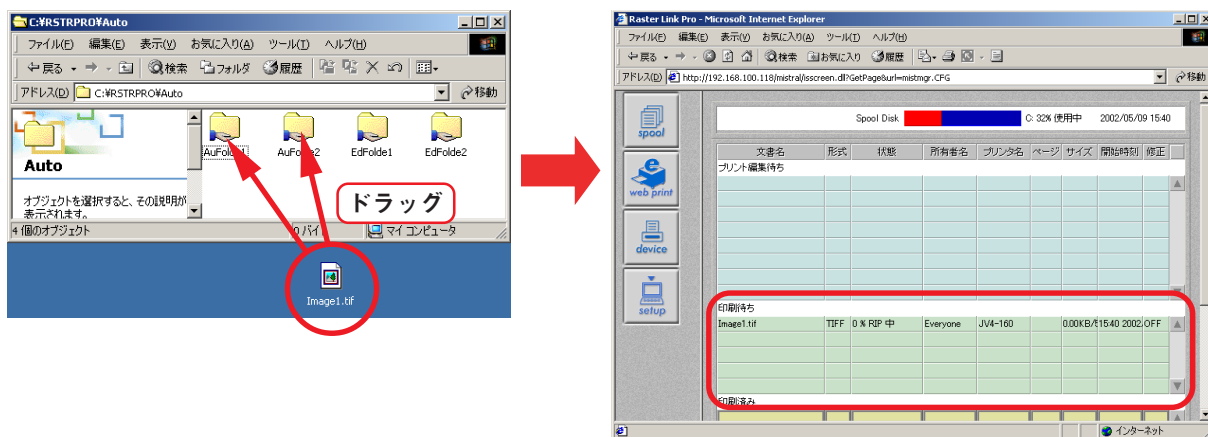 C:¥RSTRPRO¥Auto
ファイル(F) 編集(E) 表示(V) お気に入り(A) ツール(T) ヘルプ(H)
戻る 検索 フォルダ 履歴
アドレス(D) C:¥RSTRPRO¥Auto 移動
Auto
オブジェクトを選択すると、その説明が
表示されます。
AuFolde1 AuFolde2 EdFolde1 EdFolde2
ドラッグ
4 個のオブジェクト 0 バイ マイ コンピュータ
Image1.tif
Raster Link Pro - Microsoft Internet Explorer
ファイル(F) 編集(E) 表示(V) お気に入り(A) ツール(T) ヘルプ(H)
戻る 検索 お気に入り 履歴
アドレス(D) http://192.168.100.118/mistral/isscreen.dll?GetPage&url=mistmgr.CFG 移動
spool
web print
device
setup
Spool Disk C: 32% 使用中 2002/05/09 15:40
文書名 形式 状態 所有者名 プリンタ名 ページ サイズ 開始時刻 修正
プリント編集待ち
印刷待ち
Image1.tif TIFF 0 % RIP 中 Everyone JV4-160 0.00KB/ 15:40 2002. OFF
印刷済み
インターネット